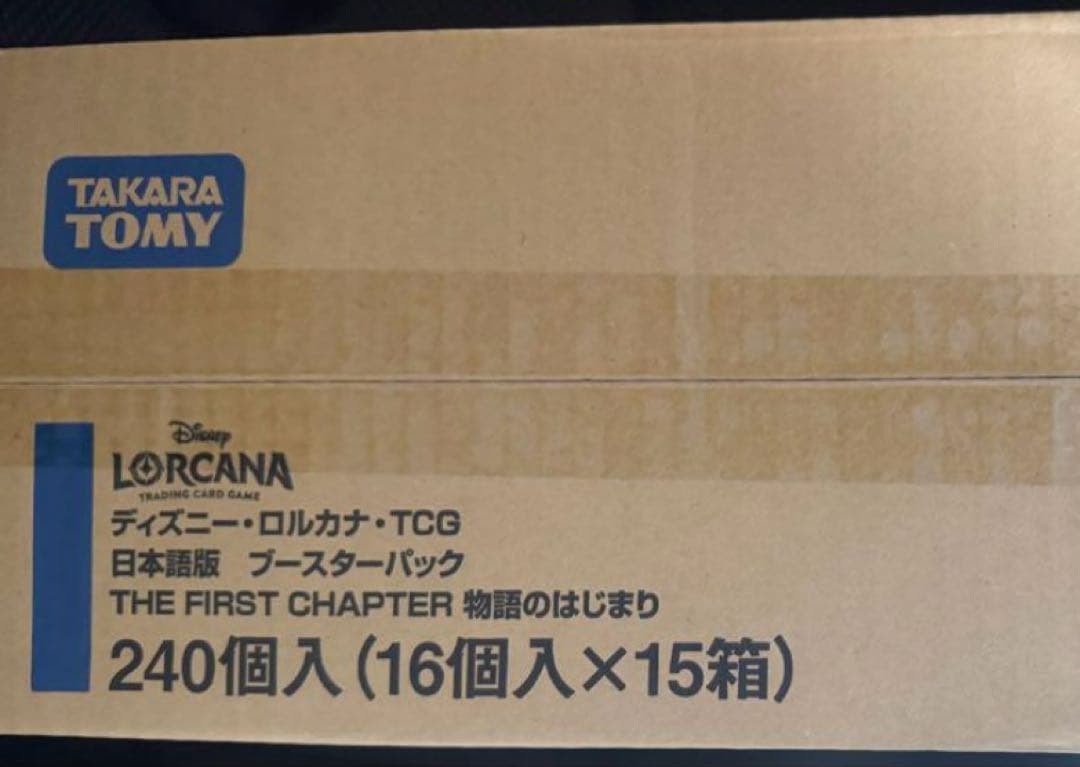 TAKARA
TOMY
Disney
LORCANA
TRADING CARD GAME
ディズニー・ロルカナ・TCG
日本語版　ブースターパック
THE FIRST CHAPTER 物語のはじまり
240個入(16個入×15箱)